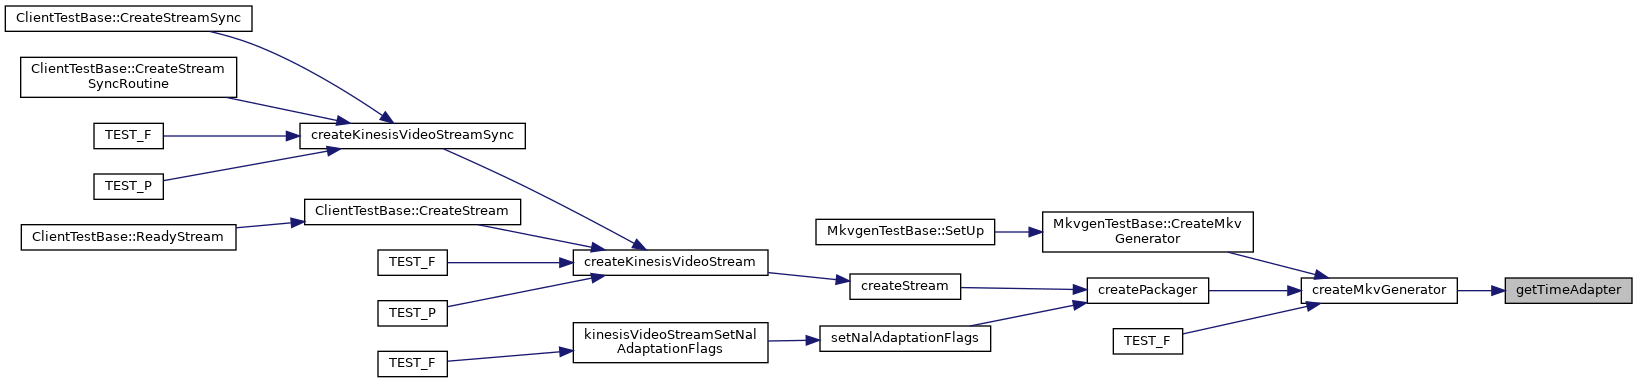 ClientTestBase::CreateStreamSync
ClientTestBase::CreateStream
SyncRoutine
createKinesisVideoStreamSync
TEST_F
TEST_P
ClientTestBase::CreateStream
ClientTestBase::ReadyStream
MkvgenTestBase::SetUp
MkvgenTestBase::CreateMkv
Generator
TEST_F
createKinesisVideoStream
createStream
createPackager
createMkvGenerator
getTimeAdapter
TEST_P
kinesisVideoStreamSetNal
AdaptationFlags
setNalAdaptationFlags
TEST_F
TEST_F